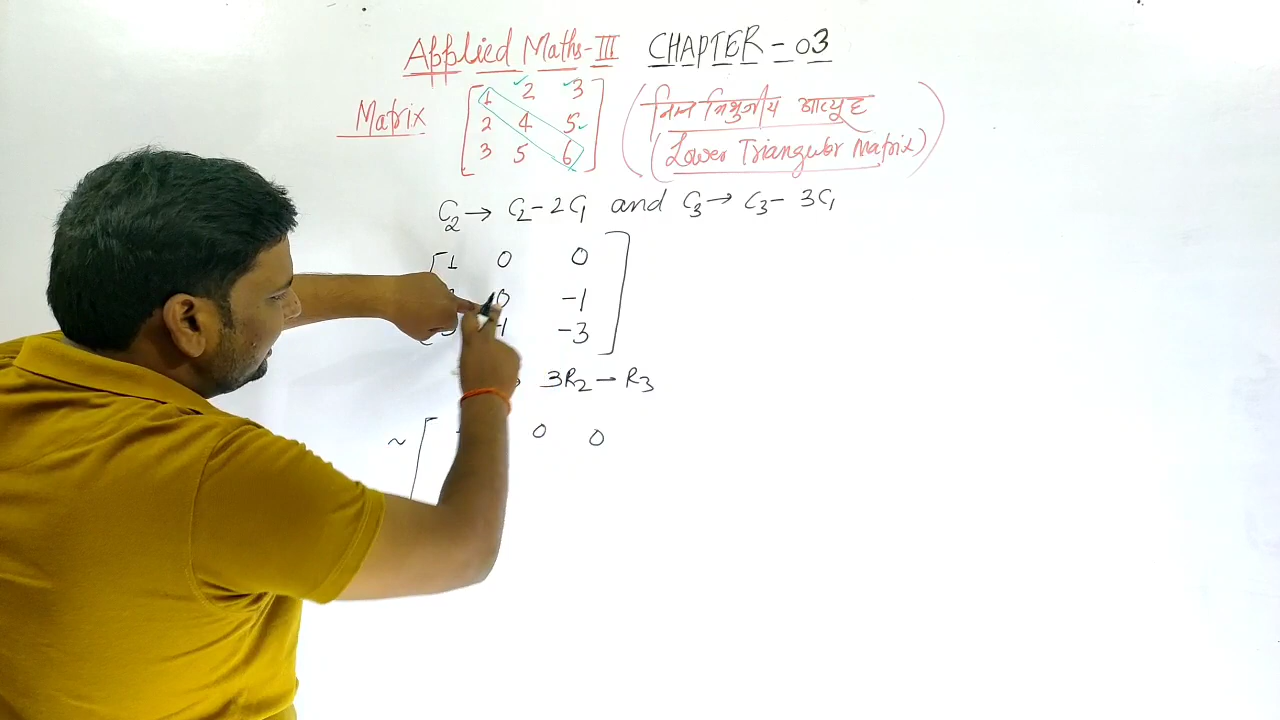 Applied Maths-III CHAPTER-03
Matrix [1 2 3 (निम्न त्रिभुजीय आव्यूह
2 4 5 (Lower Triangular Matrix)
3 5 6]
C₂ → C₂-2C₁ and C₃ → C₃-3C₁
[1 0 0
0 -1
-3]
3R₂ - R₃
~ [ 0 0